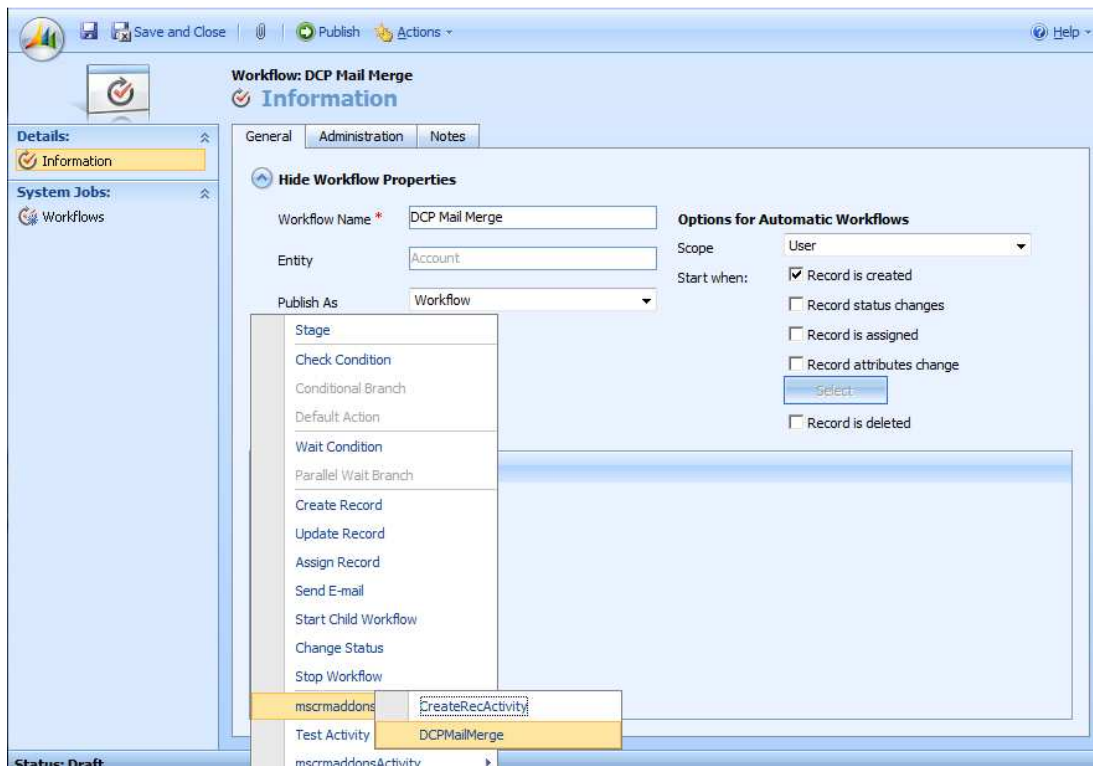 Save and Close
Publish
Actions
Help
Workflow: DCP Mail Merge
Information
Details:
Information
System Jobs:
Workflows
General
Administration
Notes
Hide Workflow Properties
Workflow Name *
DCP Mail Merge
Entity
Account
Publish As
Workflow
Options for Automatic Workflows
Scope
User
Start when:
Record is created
Record status changes
Record is assigned
Record attributes change
Select
Record is deleted
Stage
Check Condition
Conditional Branch
Default Action
Wait Condition
Parallel Wait Branch
Create Record
Update Record
Assign Record
Send E-mail
Start Child Workflow
Change Status
Stop Workflow
mscrmaddons
CreateRecActivity
DCPMailMerge
Test Activity
mscrmaddonsActivity
Status: Draft